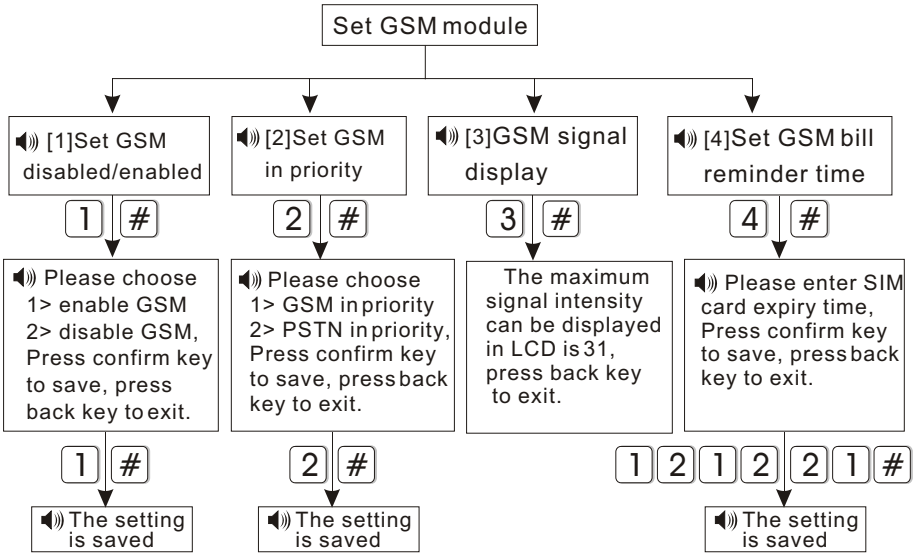 Set GSM module
[1]Set GSM
disabled/enabled
[2]Set GSM
in priority
[3]GSM signal
display
[4]Set GSM bill
reminder time
1 #
2 #
3 #
4 #
Please choose
1> enable GSM
2> disable GSM,
Press confirm key
to save, press
back key to exit.
Please choose
1> GSM in priority
2> PSTN in priority,
Press confirm key
to save, press back
key to exit.
The maximum
signal intensity
can be displayed
in LCD is 31,
press back key
to exit.
Please enter SIM
card expiry time,
Press confirm key
to save, press back
key to exit.
1 #
2 #
1 2 1 2 2 1 #
The setting
is saved
The setting
is saved
The setting
is saved